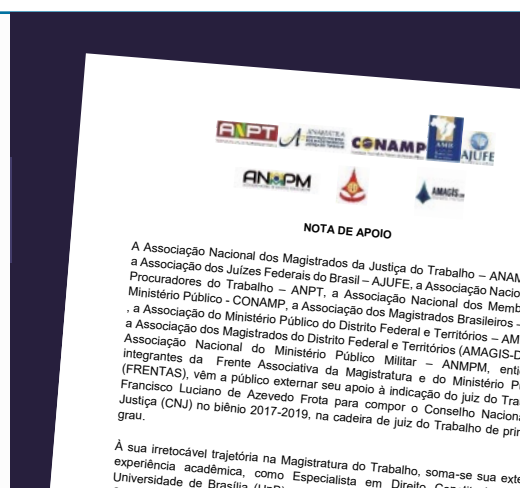 ANPT
ANAMATRA
CONAMP
AMB
AJUFE
ANMPM
AMAGIS-DF
NOTA DE APOIO
A Associação Nacional dos Magistrados da Justiça do Trabalho – ANAM
a Associação dos Juízes Federais do Brasil – AJUFE, a Associação Nacio
Procuradores do Trabalho – ANPT, a Associação Nacional dos Memb
Ministério Público - CONAMP, a Associação dos Magistrados Brasileiros –
, a Associação do Ministério Público do Distrito Federal e Territórios – AM
a Associação dos Magistrados do Distrito Federal e Territórios (AMAGIS-D
Associação Nacional do Ministério Público Militar – ANMPM, enti
integrantes da Frente Associativa da Magistratura e do Ministério P
(FRENTAS), vêm a público externar seu apoio à indicação do juiz do Tra
Francisco Luciano de Azevedo Frota para compor o Conselho Naciona
Justiça (CNJ) no biênio 2017-2019, na cadeira de juiz do Trabalho de prim
grau.
À sua irretocável trajetória na Magistratura do Trabalho, soma-se sua exte
experiência acadêmica, como Especialista em Direito
Universidade de Brasília